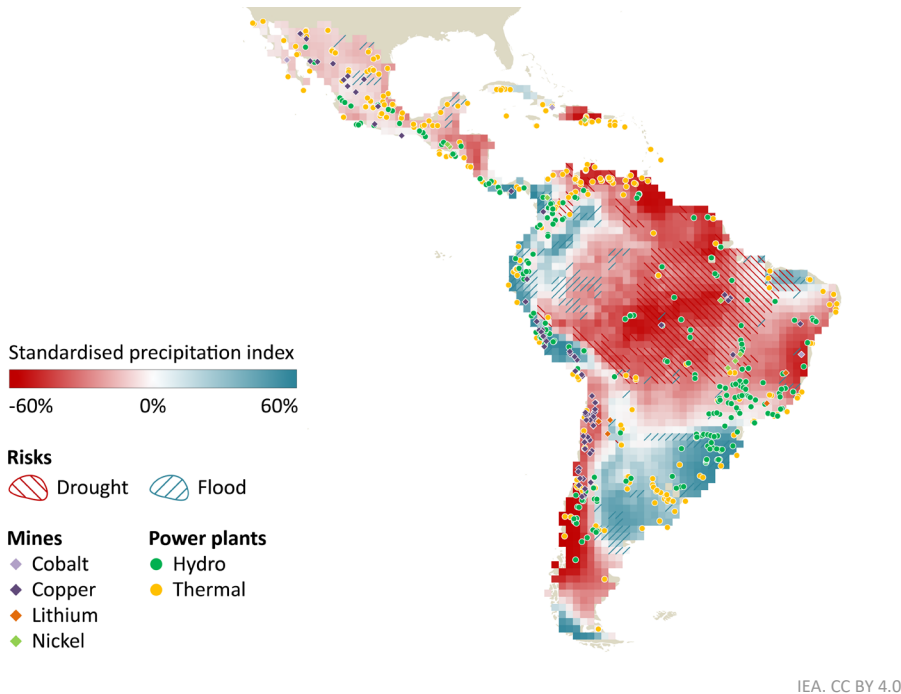 Standardised precipitation index
-60% 0% 60%
Risks
Drought Flood
Mines Power plants
Cobalt Hydro
Copper Thermal
Lithium
Nickel
IEA. CC BY 4.0